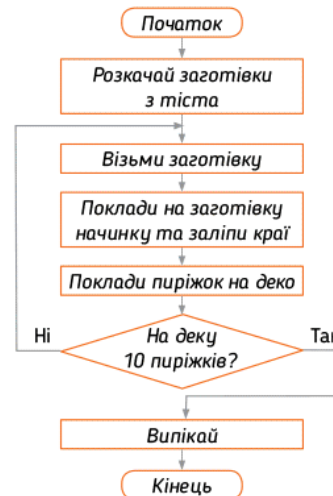 Початок
Розкачай заготівки
з тіста
Візьми заготівку
Поклади на заготівку
начинку та заліпи краї
Поклади пиріжок на деко
Ні
На деку
10 пиріжків?
Так
Випікай
Кінець